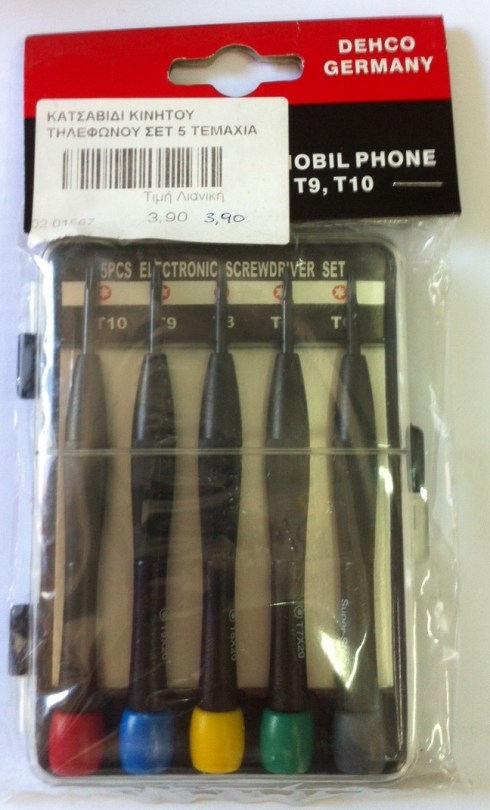 DEHCO
GERMANY
ΚΑΤΣΑΒΙΔΙ ΚΙΝΗΤΟΥ
ΤΗΛΕΦΩΝΟΥ ΣΕΤ 5 ΤΕΜΑΧΙΑ
Τιμή Λιανική
3,90 3,90
MOBIL PHONE
T9, T10
5PCS ELECTRONIC SCREWDRIVER SET
T10 T9
T7X20